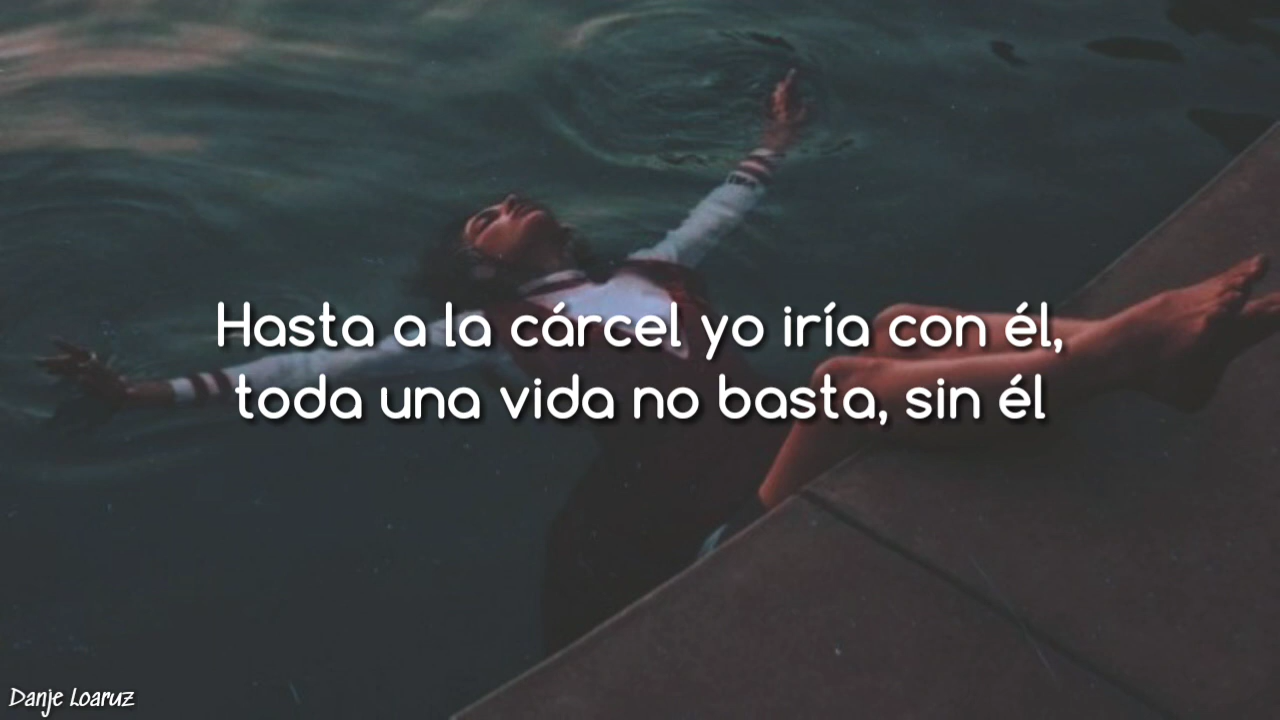 Hasta a la cárcel yo iría con él,
toda una vida no basta, sin él
Danje Loaruz